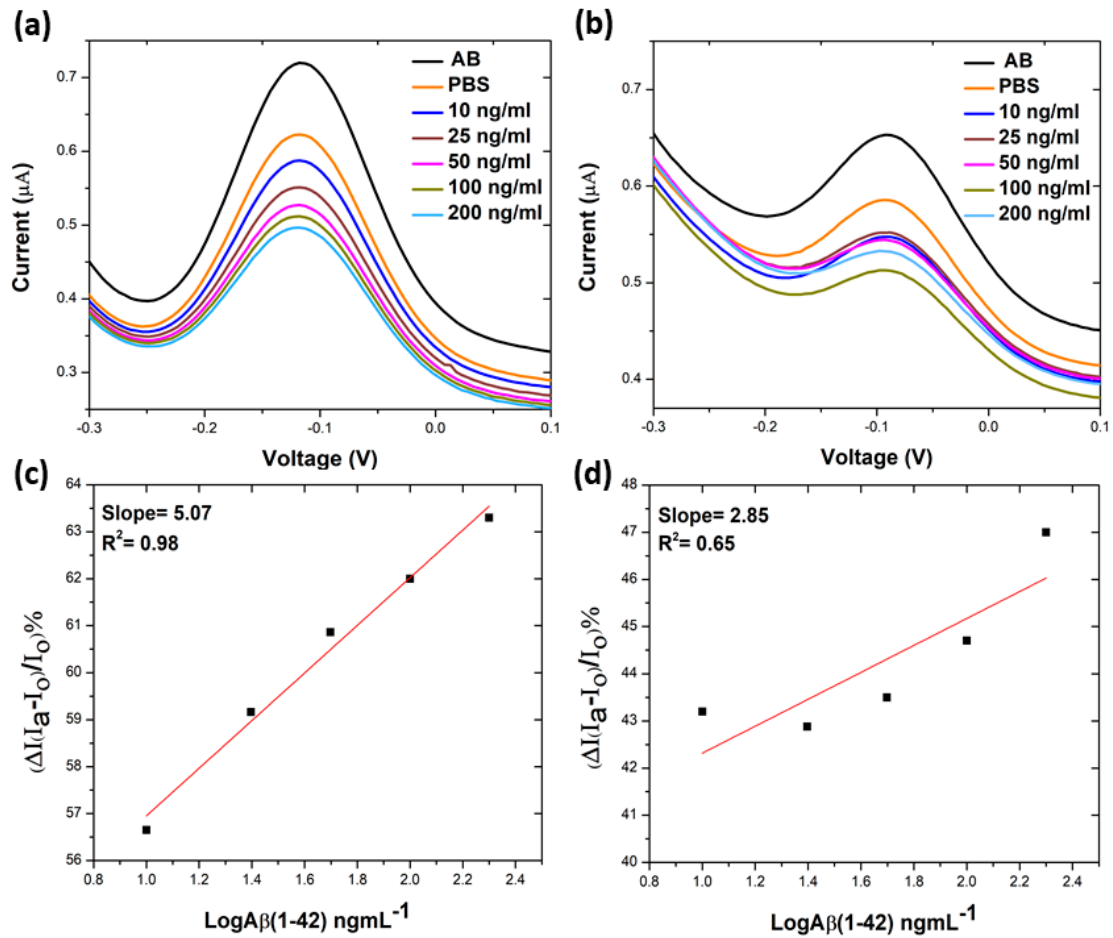 (a)
AB
PBS
10 ng/ml
25 ng/ml
50 ng/ml
100 ng/ml
200 ng/ml
0.7
0.6
0.5
0.4
0.3
Current (μA)
-0.3 -0.2 -0.1 0.0 0.1
Voltage (V)
(b)
AB
PBS
10 ng/ml
25 ng/ml
50 ng/ml
100 ng/ml
200 ng/ml
0.7
0.6
0.5
0.4
Current (μA)
-0.3 -0.2 -0.1 0.0 0.1
Voltage (V)
(c)
Slope= 5.07
R²= 0.98
64
63
62
61
60
59
58
57
56
(ΔI(Ia-Io)/Io)%
0.8 1.0 1.2 1.4 1.6 1.8 2.0 2.2 2.4
LogAβ(1-42) ngmL⁻¹
(d)
Slope= 2.85
R²= 0.65
48
47
46
45
44
43
42
41
40
(ΔI(Ia-Io)/Io)%
0.8 1.0 1.2 1.4 1.6 1.8 2.0 2.2 2.4
LogAβ(1-42) ngmL⁻¹